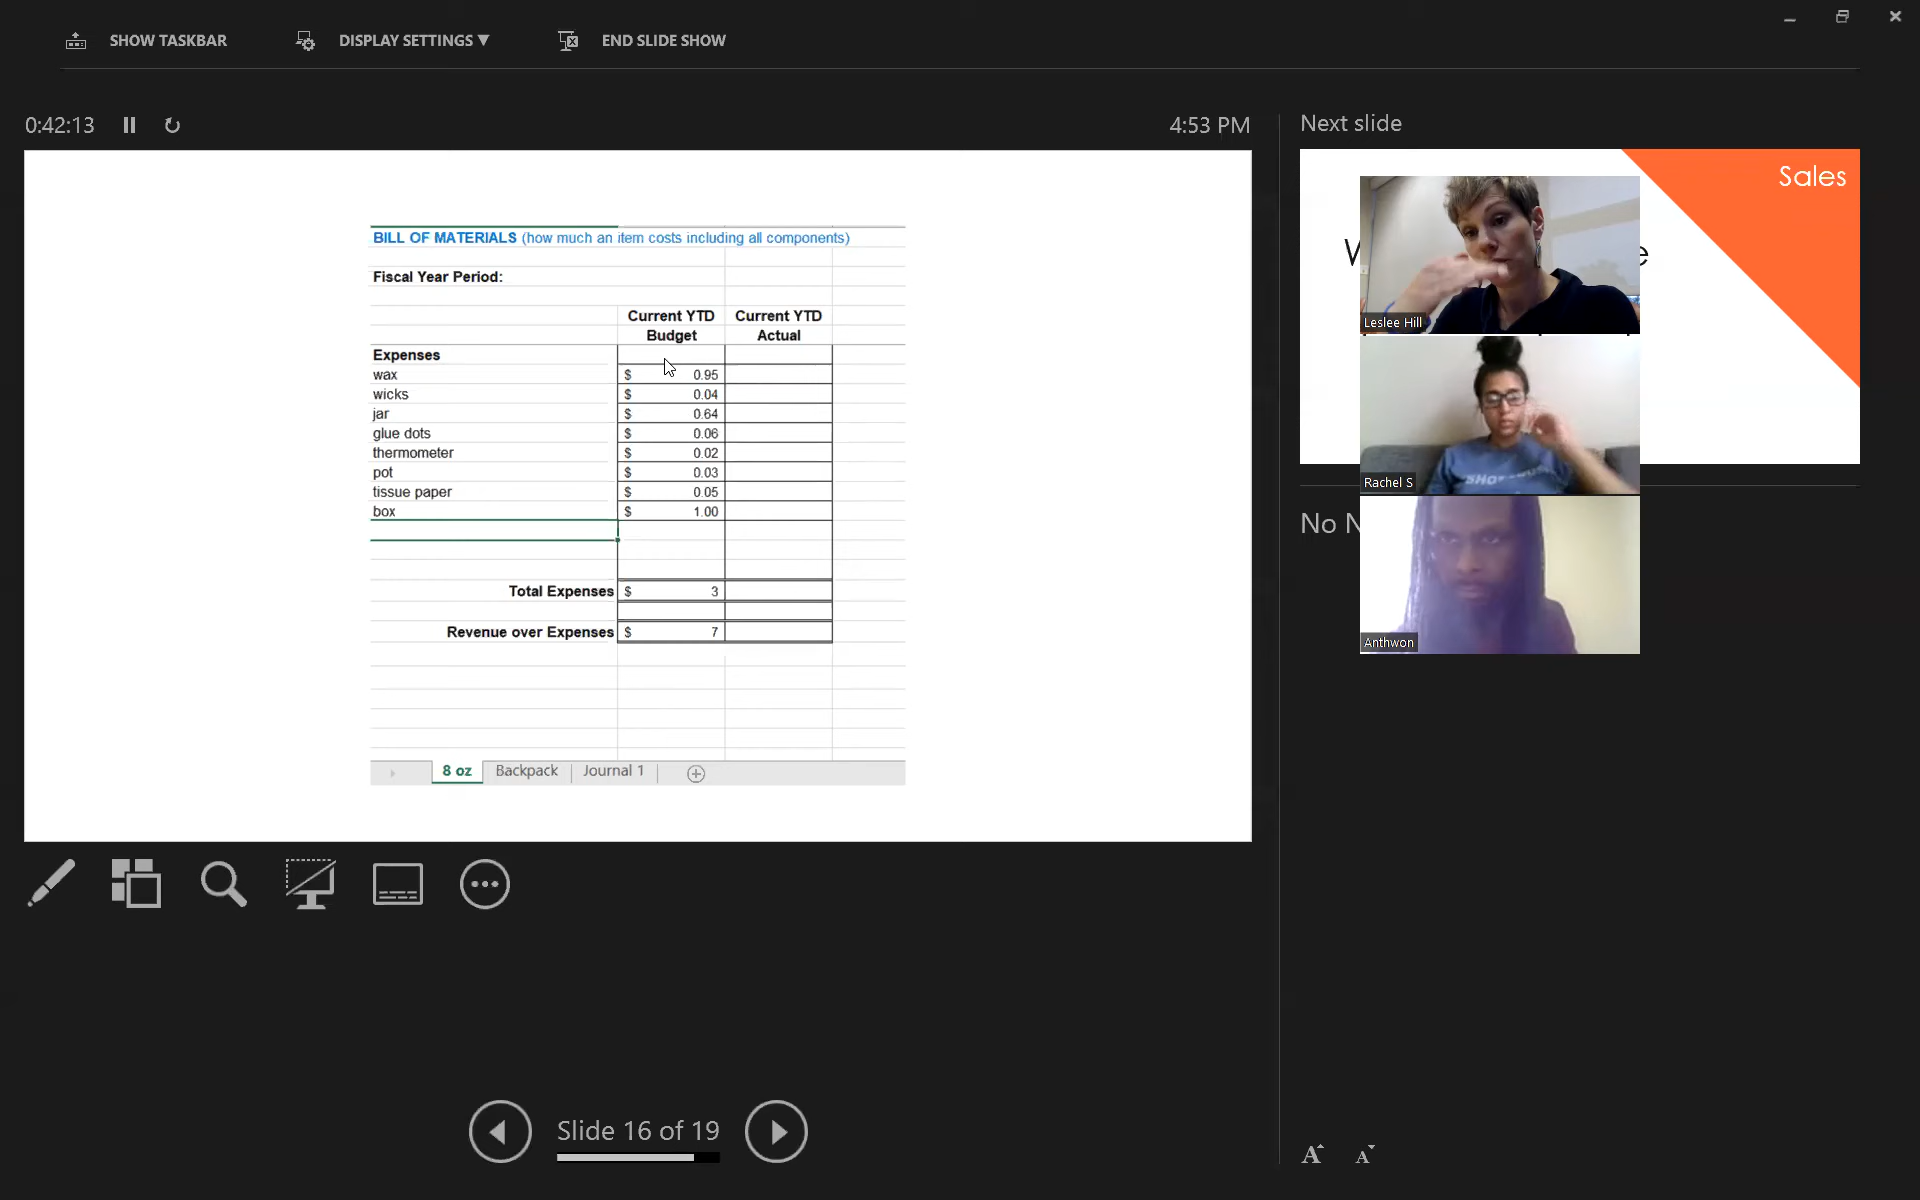 SHOW TASKBAR DISPLAY SETTINGS ▼ END SLIDE SHOW
0:42:13 4:53 PM Next slide
Sales
BILL OF MATERIALS (how much an item costs including all components)
Fiscal Year Period:
Current YTD Current YTD
Budget Actual
Expenses
wax $ 0.95
wicks $ 0.04
jar $ 0.64
glue dots $ 0.06
thermometer $ 0.02
pot $ 0.03
tissue paper $ 0.05
box $ 1.00
Total Expenses $ 3
Revenue over Expenses $ 7
8 oz Backpack Journal 1
Leslee Hill
Rachel S
No N
Anthwon
Slide 16 of 19
A A